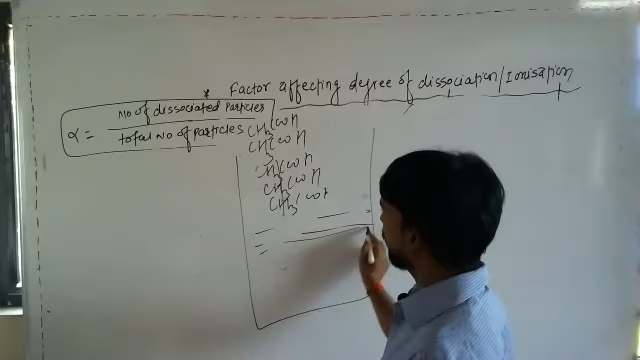 * Factor affecting degree of dissociation/Ionisation
α = No of dissociated particles
total No of particles
CH3COOH
CH3COOH
CH3COOH
CH3COOH
CH3COOH